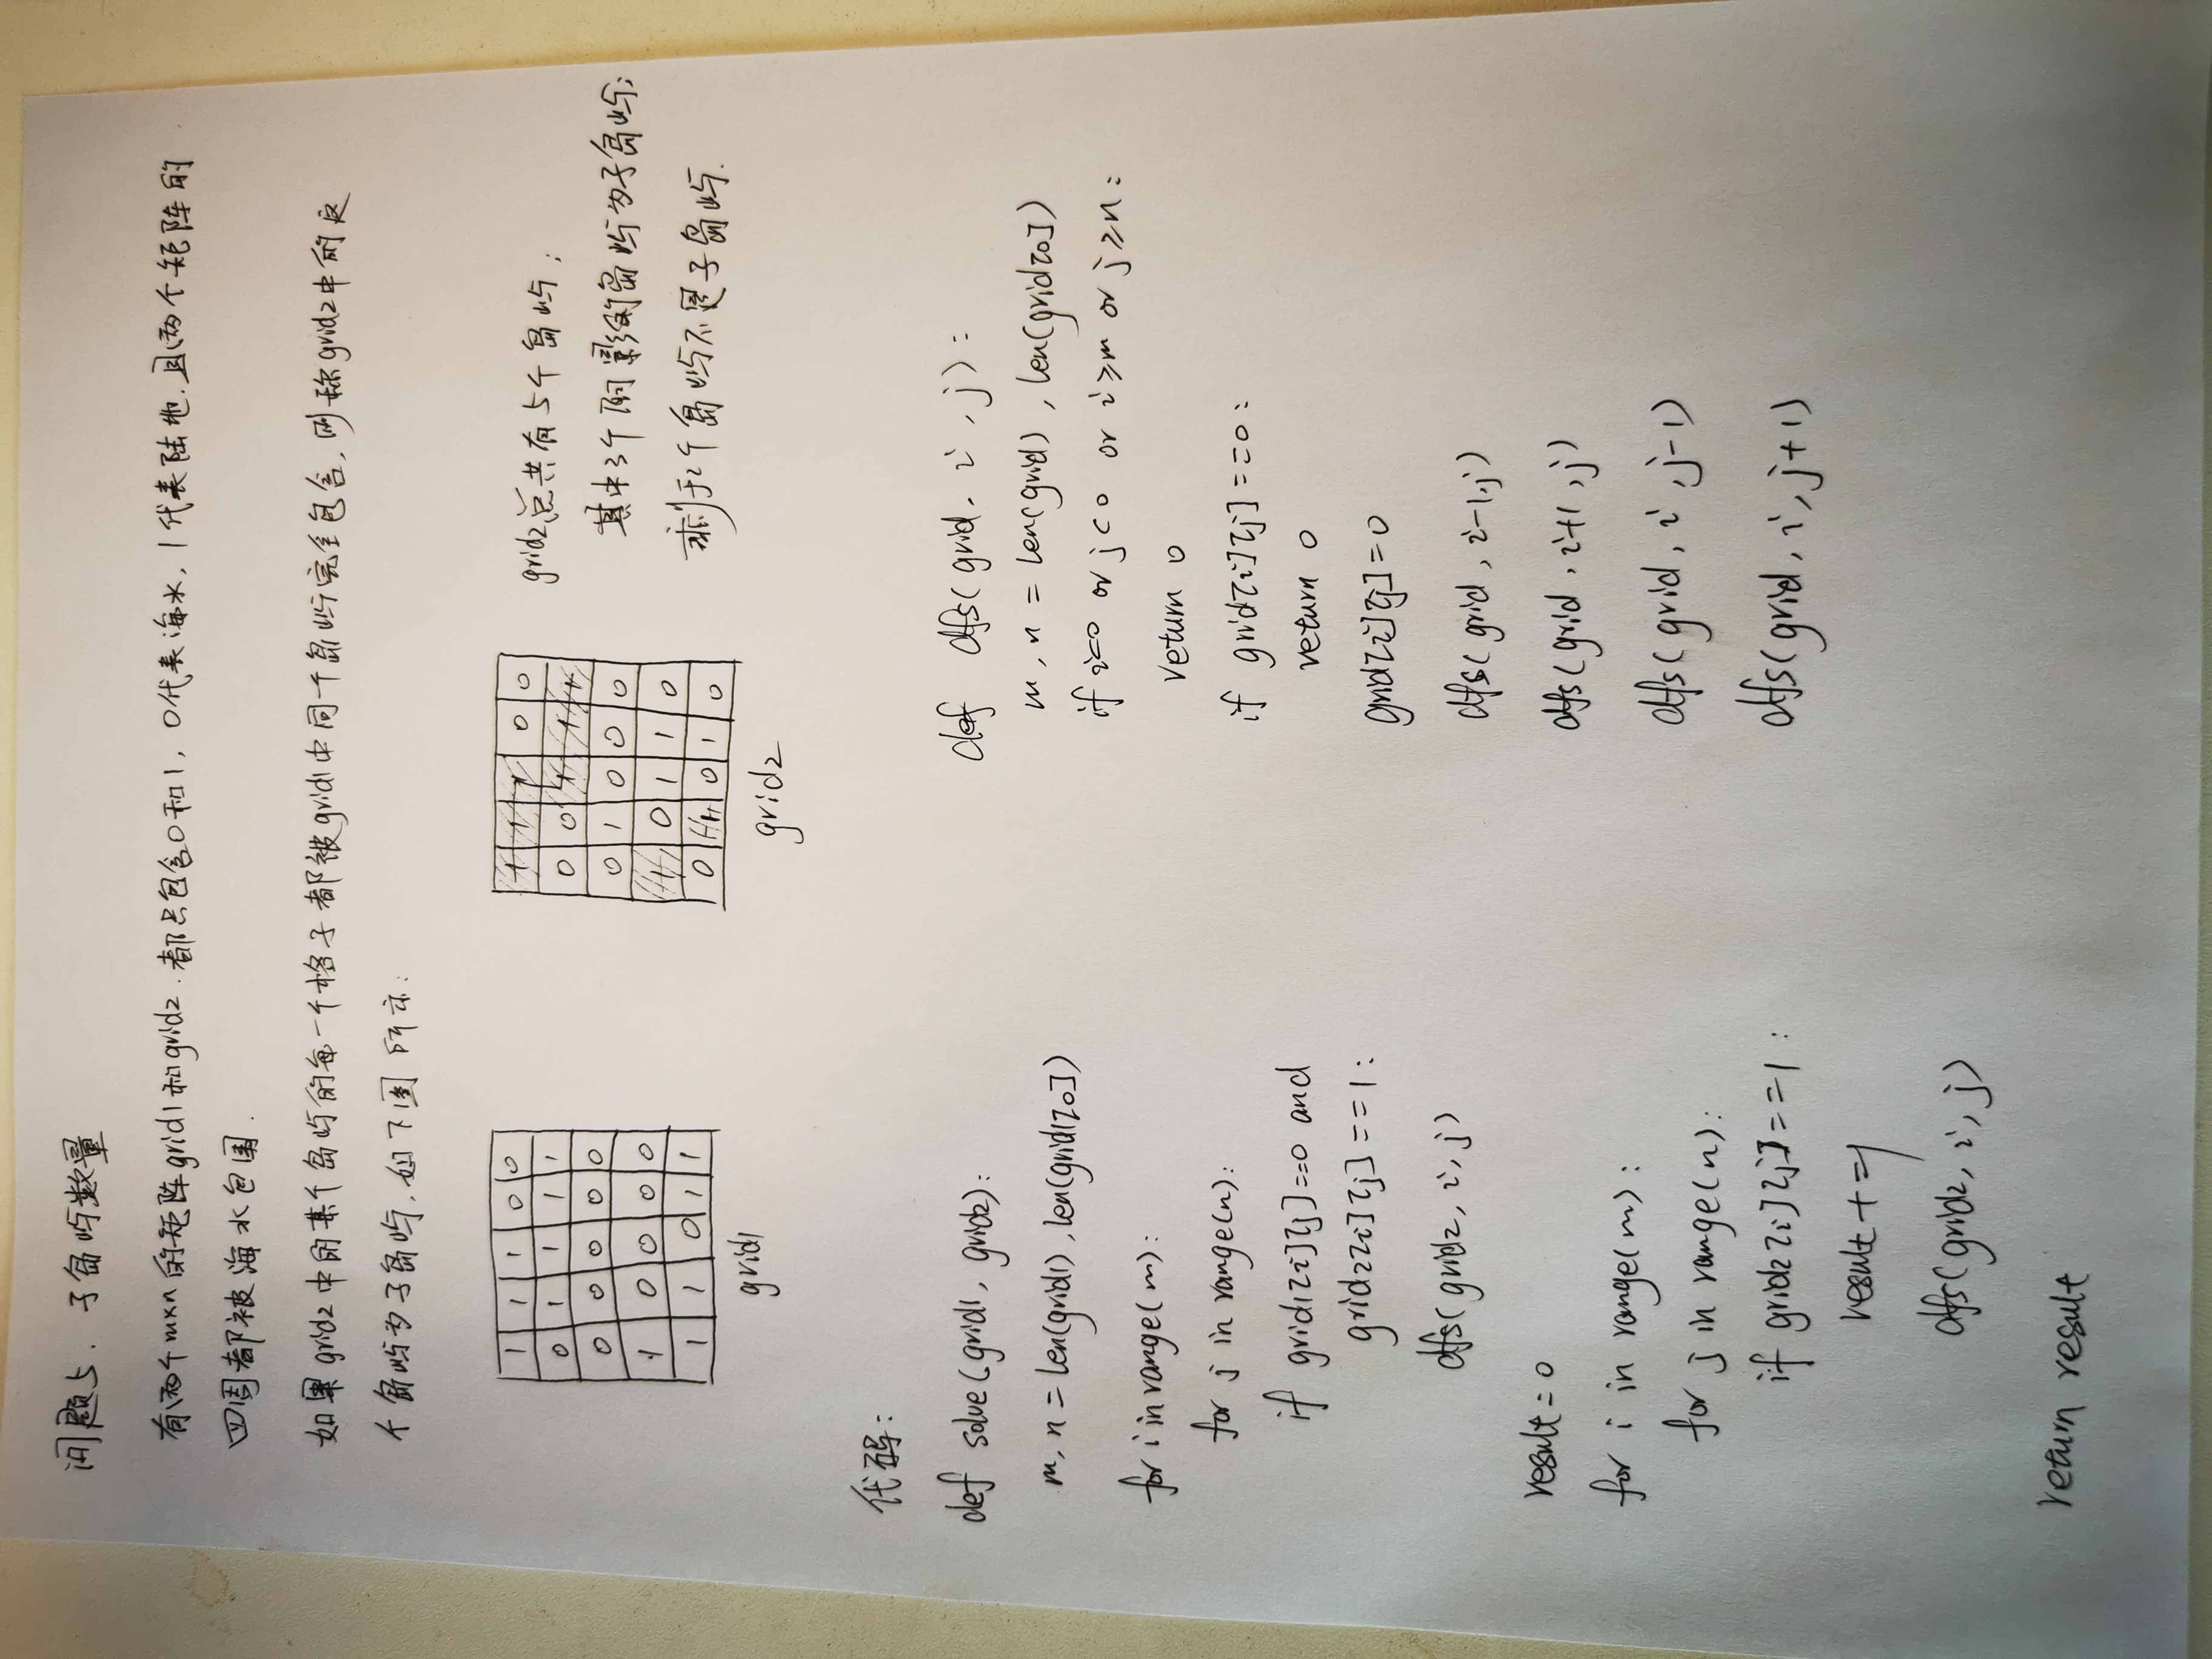 问题5. 子岛屿数量
有两个m×n的矩阵grid1和grid2.都只包含0和1, 0代表海水, 1代表陆地.且两个矩阵的
四周都被海水包围.
如果grid2中的某个岛屿的每一个格子都被grid1中同一个岛屿完全包含,则称grid2中的这
个岛屿为子岛屿.如下图所示:
1 1 1 0 0
0 1 1 1 1
0 0 0 0 0
1 0 0 0 0
1 1 0 1 1
grid1
1 1 1 0 0
0 0 1 1 1
0 1 0 0 0
1 0 1 1 0
0 1 0 1 0
grid2
grid2总共有5个岛屿;
其中3个阴影的岛屿为子岛屿;
剩于2个岛屿不是子岛屿.
代码:
def solve(grid1, grid2):
m, n = len(grid1), len(grid1[0])
for i in range(m):
for j in range(n):
if grid1[i][j]==0 and
grid2[i][j]==1:
dfs(grid2, i, j)
result=0
for i in range(m):
for j in range(n):
if grid2[i][j]==1:
result+=1
dfs(grid2, i, j)
return result
def dfs(grid, i, j):
m, n = len(grid), len(grid[0])
if i<0 or j<0 or i≥m or j≥n:
return 0
if grid[i][j]==0:
return 0
grid[i][j]=0
dfs(grid, i-1,j)
dfs(grid, i+1, j)
dfs(grid, i, j-1)
dfs(grid, i, j+1)